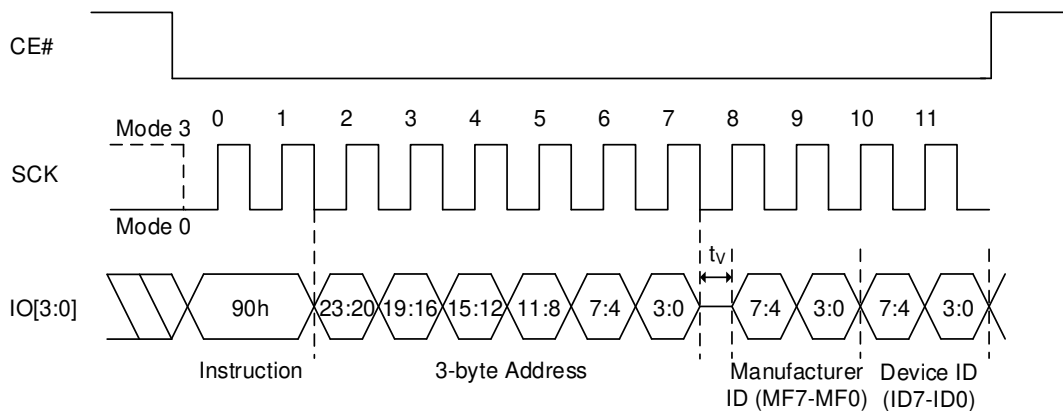 CE#
0 1 2 3 4 5 6 7 8 9 10 11
Mode 3
SCK
Mode 0
tV
IO[3:0] 90h 23:20 19:16 15:12 11:8 7:4 3:0 7:4 3:0 7:4 3:0
Instruction 3-byte Address Manufacturer Device ID
ID (MF7-MF0) (ID7-ID0)